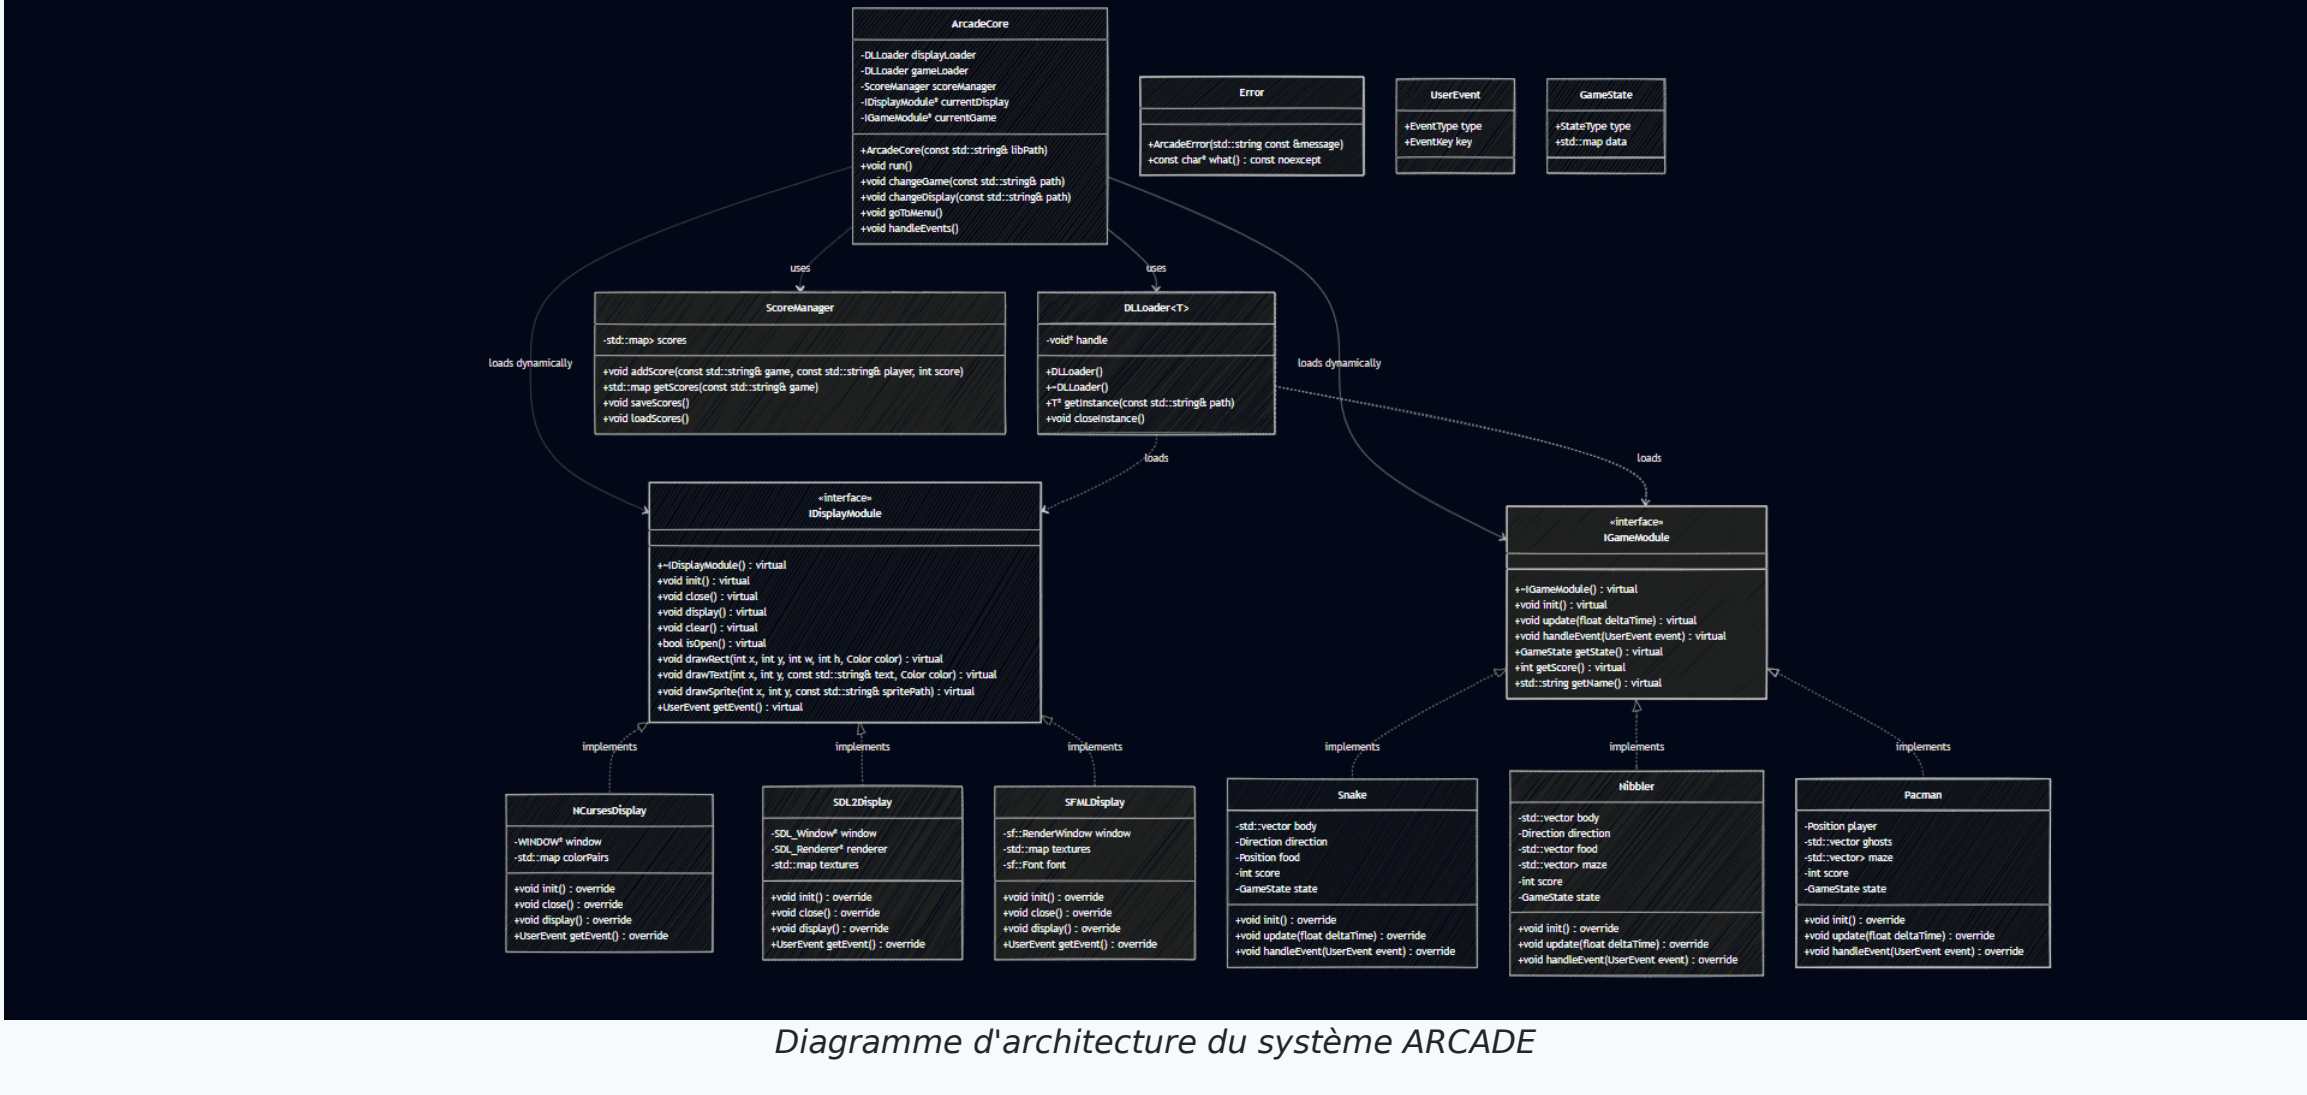 ArcadeCore
-DLLoader displayLoader
-DLLoader gameLoader
-ScoreManager scoreManager
-IDisplayModule* currentDisplay
-IGameModule* currentGame
+ArcadeCore(const std::string& libPath)
+void run()
+void changeGame(const std::string& path)
+void changeDisplay(const std::string& path)
+void goToMenu()
+void handleEvents()
Error
+ArcadeError(std::string const &message)
+const char* what() : const noexcept
UserEvent
+EventType type
+EventKey key
GameState
+StateType type
+std::map data
uses
uses
ScoreManager
-std::map> scores
+void addScore(const std::string& game, const std::string& player, int score)
+std::map getScores(const std::string& game)
+void saveScores()
+void loadScores()
DLLoader<T>
-void* handle
+DLLoader()
+~DLLoader()
+T* getInstance(const std::string& path)
+void closeInstance()
loads dynamically
loads dynamically
loads
loads
«interface»
IDisplayModule
+~IDisplayModule() : virtual
+void init() : virtual
+void close() : virtual
+void display() : virtual
+void clear() : virtual
+bool isOpen() : virtual
+void drawRect(int x, int y, int w, int h, Color color) : virtual
+void drawText(int x, int y, const std::string& text, Color color) : virtual
+void drawSprite(int x, int y, const std::string& spritePath) : virtual
+UserEvent getEvent() : virtual
«interface»
IGameModule
+~IGameModule() : virtual
+void init() : virtual
+void update(float deltaTime) : virtual
+void handleEvent(UserEvent event) : virtual
+GameState getState() : virtual
+int getScore() : virtual
+std::string getName() : virtual
implements
implements
implements
implements
implements
implements
NCursesDisplay
-WINDOW* window
-std::map colorPairs
+void init() : override
+void close() : override
+void display() : override
+UserEvent getEvent() : override
SDL2Display
-SDL_Window* window
-SDL_Renderer* renderer
-std::map textures
+void init() : override
+void close() : override
+void display() : override
+UserEvent getEvent() : override
SFMLDisplay
-sf::RenderWindow window
-std::map textures
-sf::Font font
+void init() : override
+void close() : override
+void display() : override
+UserEvent getEvent() : override
Snake
-std::vector body
-Direction direction
-Position food
-int score
-GameState state
+void init() : override
+void update(float deltaTime) : override
+void handleEvent(UserEvent event) : override
Nibbler
-std::vector body
-Direction direction
-std::vector food
-std::vector> maze
-int score
-GameState state
+void init() : override
+void update(float deltaTime) : override
+void handleEvent(UserEvent event) : override
Pacman
-Position player
-std::vector ghosts
-std::vector> maze
-int score
-GameState state
+void init() : override
+void update(float deltaTime) : override
+void handleEvent(UserEvent event) : override
Diagramme d'architecture du système ARCADE